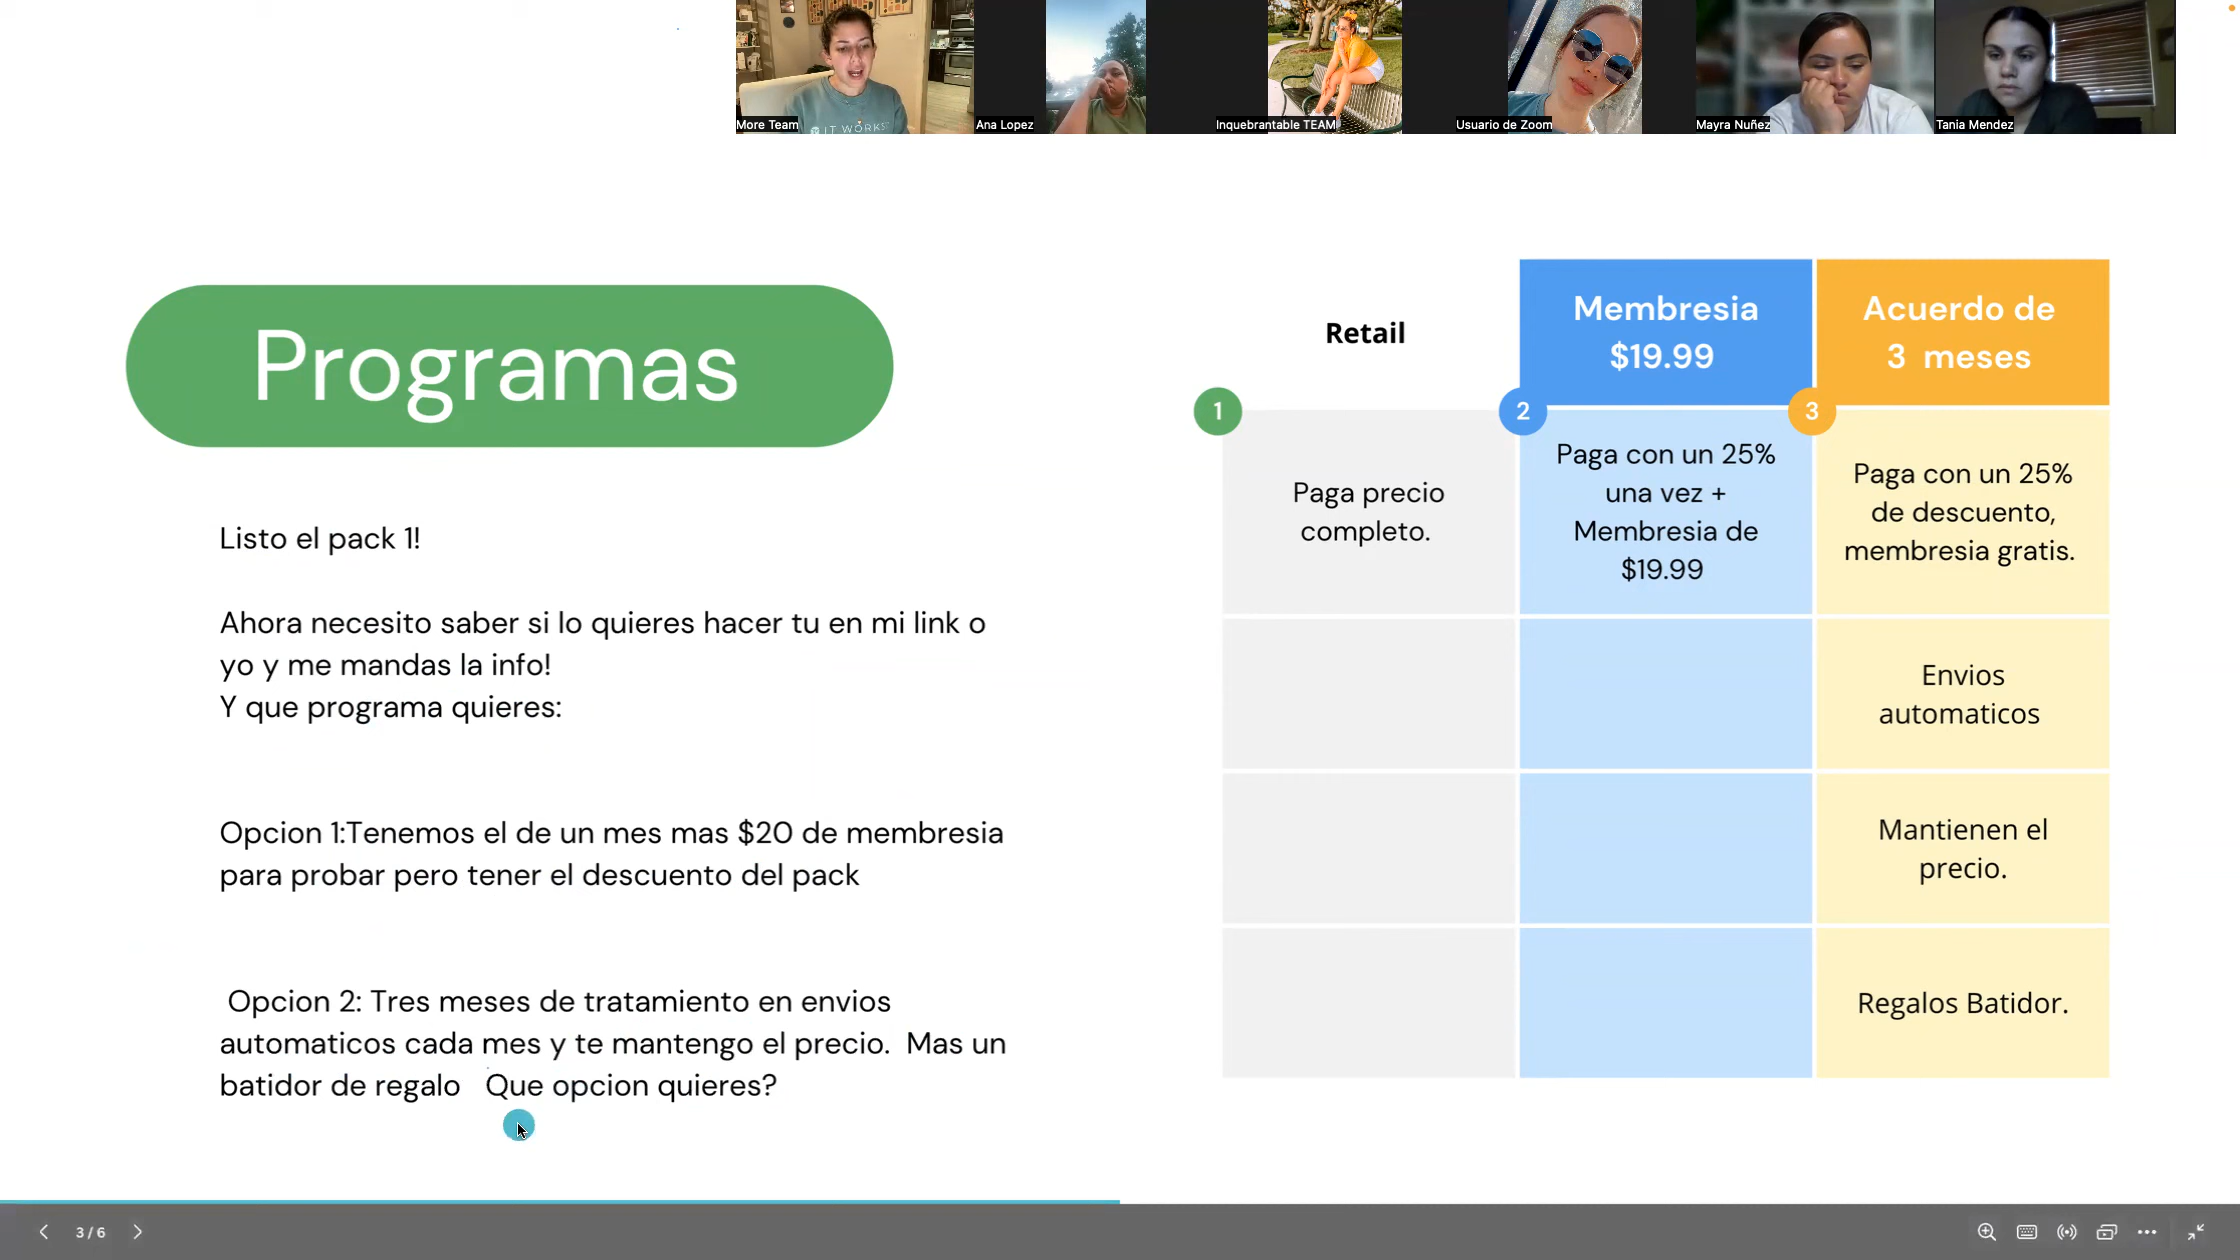 IT WORKS
More Team
Ana Lopez
Inquebrantable TEAM
Usuario de Zoom
Mayra Nuñez
Tania Mendez
Programas
Listo el pack 1!
Ahora necesito saber si lo quieres hacer tu en mi link o
yo y me mandas la info!
Y que programa quieres:
Opcion 1:Tenemos el de un mes mas $20 de membresia
para probar pero tener el descuento del pack
Opcion 2: Tres meses de tratamiento en envios
automaticos cada mes y te mantengo el precio. Mas un
batidor de regalo Que opcion quieres?
Retail
Membresia
$19.99
Acuerdo de
3 meses
1
2
3
Paga precio
completo.
Paga con un 25%
una vez +
Membresia de
$19.99
Paga con un 25%
de descuento,
membresia gratis.
Envios
automaticos
Mantienen el
precio.
Regalos Batidor.
3 / 6